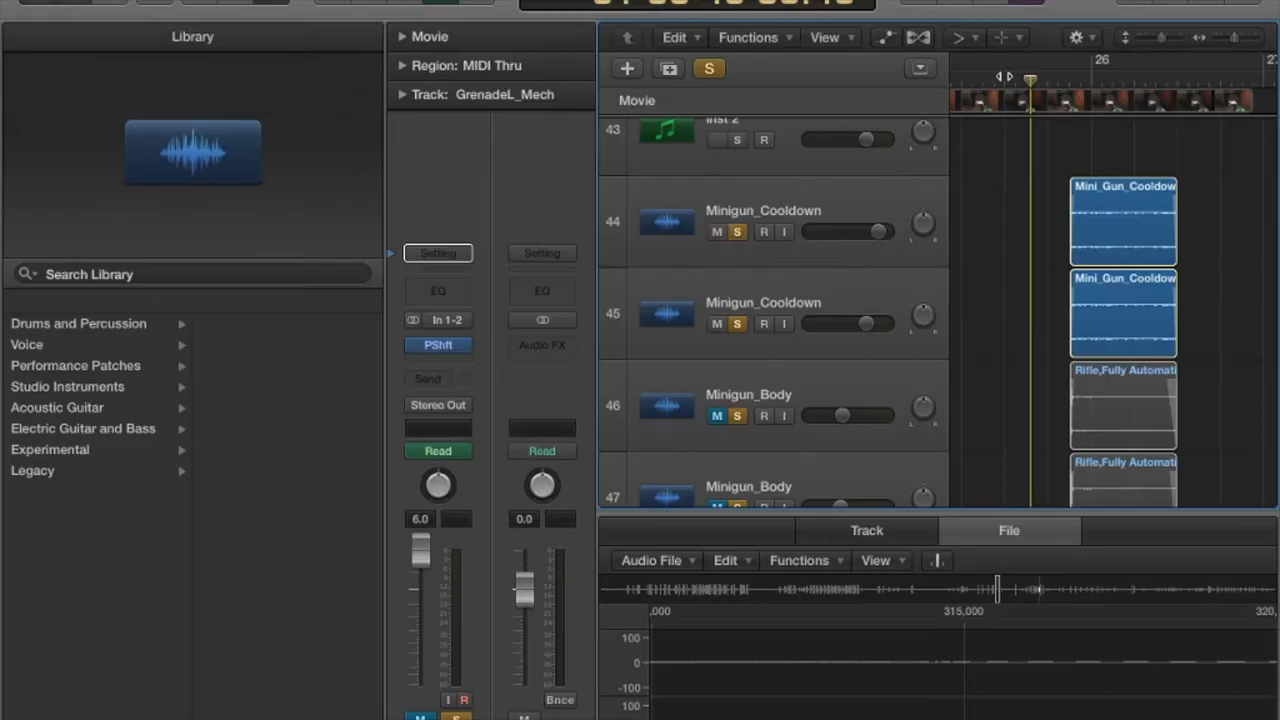 Library
Search Library
Drums and Percussion
Voice
Performance Patches
Studio Instruments
Acoustic Guitar
Electric Guitar and Bass
Experimental
Legacy
Movie
Region: MIDI Thru
Track: GrenadeL_Mech
Setting
Setting
EQ
EQ
In 1-2
PShft
Audio FX
Send
Stereo Out
Read
Read
6.0
0.0
I R
Bnce
M S
M
Edit Functions View
S
26
27
Movie
43
Inst 2
S R
L R
44
Minigun_Cooldown
M S R I
L R
Mini_Gun_Cooldow
45
Minigun_Cooldown
M S R I
L R
Mini_Gun_Cooldow
46
Minigun_Body
M S R I
L R
Rifle,Fully Automati
47
Minigun_Body
M S R I
Rifle,Fully Automati
Track
File
Audio File Edit Functions View
,000
315,000
320,
100
0
-100
100